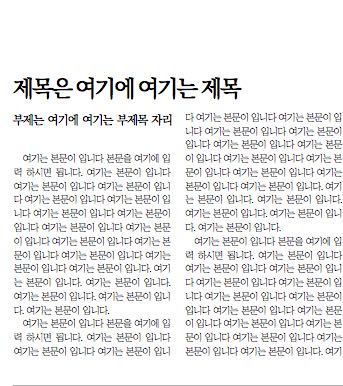 제목은 여기에 여기는 제목
부제는 여기에 여기는 부제목 자리
여기는 본문이 입니다 본문을 여기에 입
력 하시면 됩니다. 여기는 본문이 입니다
여기는 본문이 입니다 여기는 본문이 입니
다 여기는 본문이 입니다 여기는 본문이 입
니다 여기는 본문이 입니다 여기는 본문이
입니다 여기는 본문이 입니다 여기는 본문
이 입니다 여기는 본문이 입니다 여기는 본
문이 입니다 여기는 본문이 입니다 여기는
본문이 입니다 여기는 본문이 입니다. 여기
는 본문이 입니다 여기는 본문이 입니다.
여기는 본문이 입니다. 여기는 본문이 입니
다. 여기는 본문이 입니다.
여기는 본문이 입니다 본문을 여기에 입
력 하시면 됩니다. 여기는 본문이 입니다
여기는 본문이 입니다 여기는 본문이 입니
다 여기는 본문이 입니다 여기는 본문이 입
니다 여기는 본문이 입니다 여기는 본문이
입니다 여기는 본문이 입니다 여기는 본문
이 입니다 여기는 본문이 입니다 여기는 본
문이 입니다 여기는 본문이 입니다 여기는
본문이 입니다 여기는 본문이 입니다. 여기
는 본문이 입니다 여기는 본문이 입니다.
여기는 본문이 입니다. 여기는 본문이 입니
다. 여기는 본문이 입니다.
여기는 본문이 입니다 본문을 여기에 입
력 하시면 됩니다. 여기는 본문이 입니다
여기는 본문이 입니다 여기는 본문이 입니
다 여기는 본문이 입니다 여기는 본문이 입
니다 여기는 본문이 입니다 여기는 본문이
입니다 여기는 본문이 입니다 여기는 본문
이 입니다 여기는 본문이 입니다 여기는 본
문이 입니다 여기는 본문이 입니다 여기는
본문이 입니다 여기는 본문이 입니다. 여기